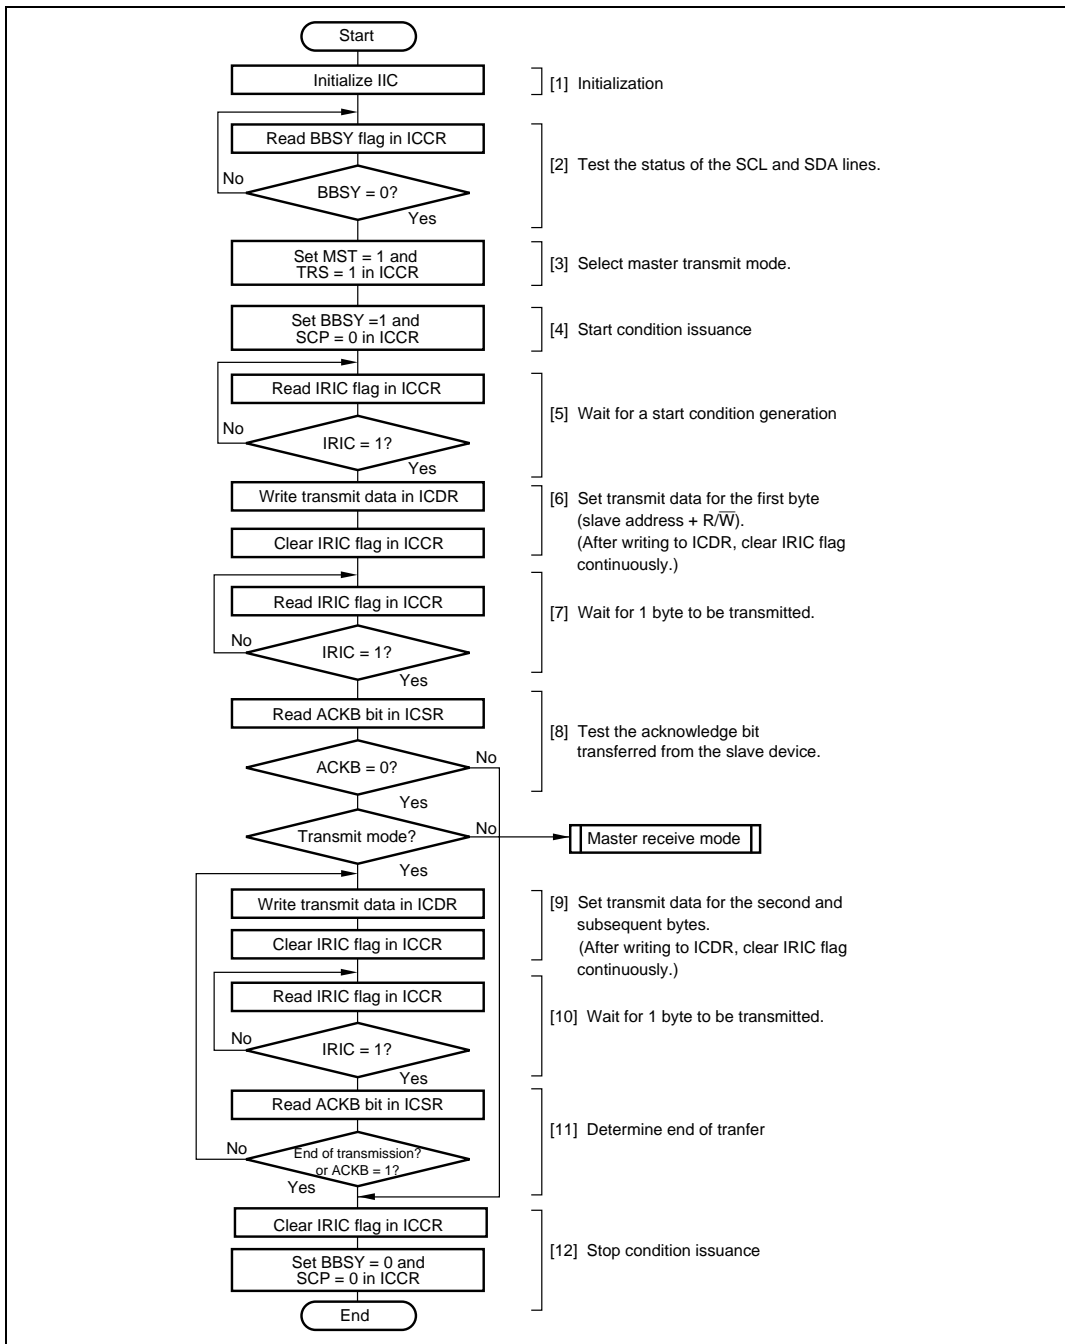 Start
Initialize IIC
[1] Initialization
Read BBSY flag in ICCR
[2] Test the status of the SCL and SDA lines.
No
BBSY = 0?
Yes
Set MST = 1 and
TRS = 1 in ICCR
[3] Select master transmit mode.
Set BBSY =1 and
SCP = 0 in ICCR
[4] Start condition issuance
Read IRIC flag in ICCR
[5] Wait for a start condition generation
No
IRIC = 1?
Yes
Write transmit data in ICDR
[6] Set transmit data for the first byte
(slave address + R/W̅).
(After writing to ICDR, clear IRIC flag
continuously.)
Clear IRIC flag in ICCR
Read IRIC flag in ICCR
[7] Wait for 1 byte to be transmitted.
No
IRIC = 1?
Yes
Read ACKB bit in ICSR
[8] Test the acknowledge bit
transferred from the slave device.
ACKB = 0?
No
Yes
Transmit mode?
No
Master receive mode
Yes
Write transmit data in ICDR
[9] Set transmit data for the second and
subsequent bytes.
(After writing to ICDR, clear IRIC flag
continuously.)
Clear IRIC flag in ICCR
Read IRIC flag in ICCR
[10] Wait for 1 byte to be transmitted.
No
IRIC = 1?
Yes
Read ACKB bit in ICSR
[11] Determine end of tranfer
No
End of transmission?
or ACKB = 1?
Yes
Clear IRIC flag in ICCR
[12] Stop condition issuance
Set BBSY = 0 and
SCP = 0 in ICCR
End